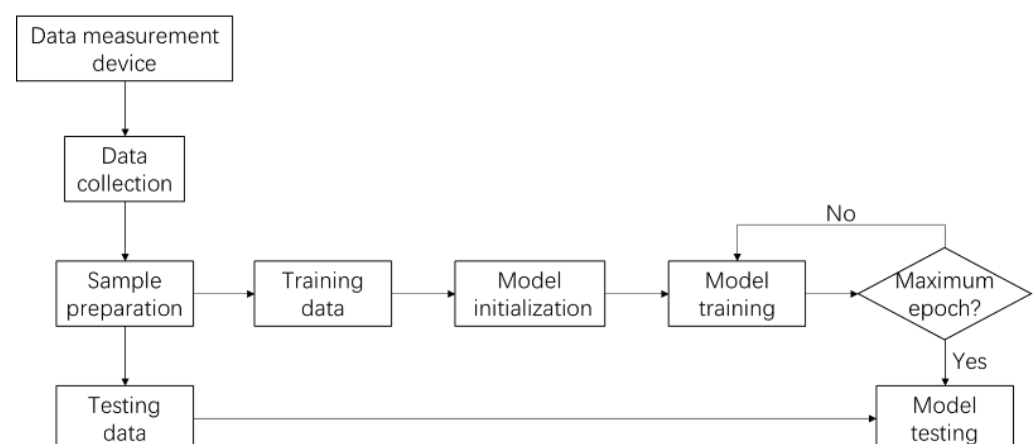 Data measurement
device
Data
collection
No
Sample
preparation
Training
data
Model
initialization
Model
training
Maximum
epoch?
Yes
Testing
data
Model
testing